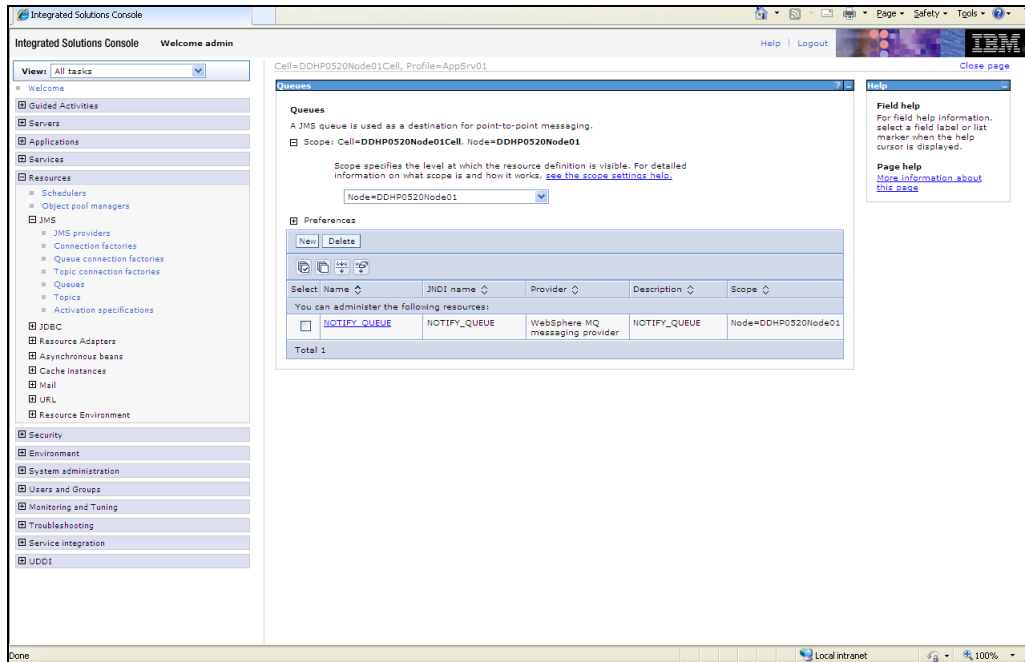 Integrated Solutions Console
Page Safety Tools
Integrated Solutions Console Welcome admin
Help | Logout
IBM
View: All tasks
Welcome
Guided Activities
Servers
Applications
Services
Resources
Schedulers
Object pool managers
JMS
JMS providers
Connection factories
Queue connection factories
Topic connection factories
Queues
Topics
Activation specifications
JDBC
Resource Adapters
Asynchronous beans
Cache instances
Mail
URL
Resource Environment
Security
Environment
System administration
Users and Groups
Monitoring and Tuning
Troubleshooting
Service integration
UDDI
Cell=DDHP0520Node01Cell, Profile=AppSrv01
Close page
Queues ? -
Queues
A JMS queue is used as a destination for point-to-point messaging.
Scope: Cell=DDHP0520Node01Cell, Node=DDHP0520Node01
Scope specifies the level at which the resource definition is visible. For detailed
information on what scope is and how it works, see the scope settings help.
Node=DDHP0520Node01
Preferences
New Delete
Select Name JNDI name Provider Description Scope
You can administer the following resources:
NOTIFY_QUEUE NOTIFY_QUEUE WebSphere MQ NOTIFY_QUEUE Node=DDHP0520Node01
messaging provider
Total 1
Help
Field help
For field help information,
select a field label or list
marker when the help
cursor is displayed.
Page help
More information about
this page
Done
Local intranet
100%